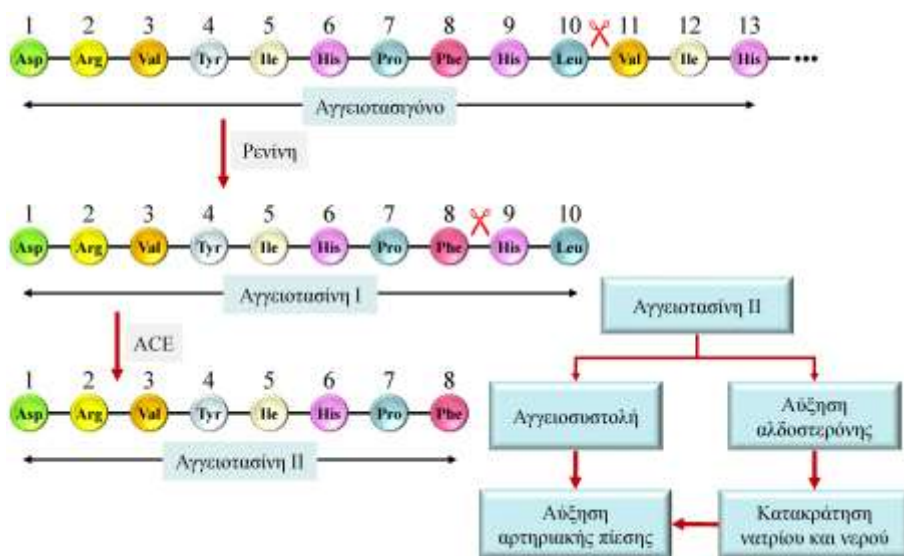 1 2 3 4 5 6 7 8 9 10 11 12 13
Asp Arg Val Tyr Ile His Pro Phe His Leu Val Ile His •••
Αγγειοτασιγόνο
Ρενίνη
1 2 3 4 5 6 7 8 9 10
Asp Arg Val Tyr Ile His Pro Phe His Leu
Αγγειοτασίνη I
ACE
1 2 3 4 5 6 7 8
Asp Arg Val Tyr Ile His Pro Phe
Αγγειοτασίνη II
Αγγειοτασίνη II
Αγγειοσυστολή
Αύξηση
αλδοστερόνης
Αύξηση
αρτηριακής πίεσης
Κατακράτηση
νατρίου και νερού